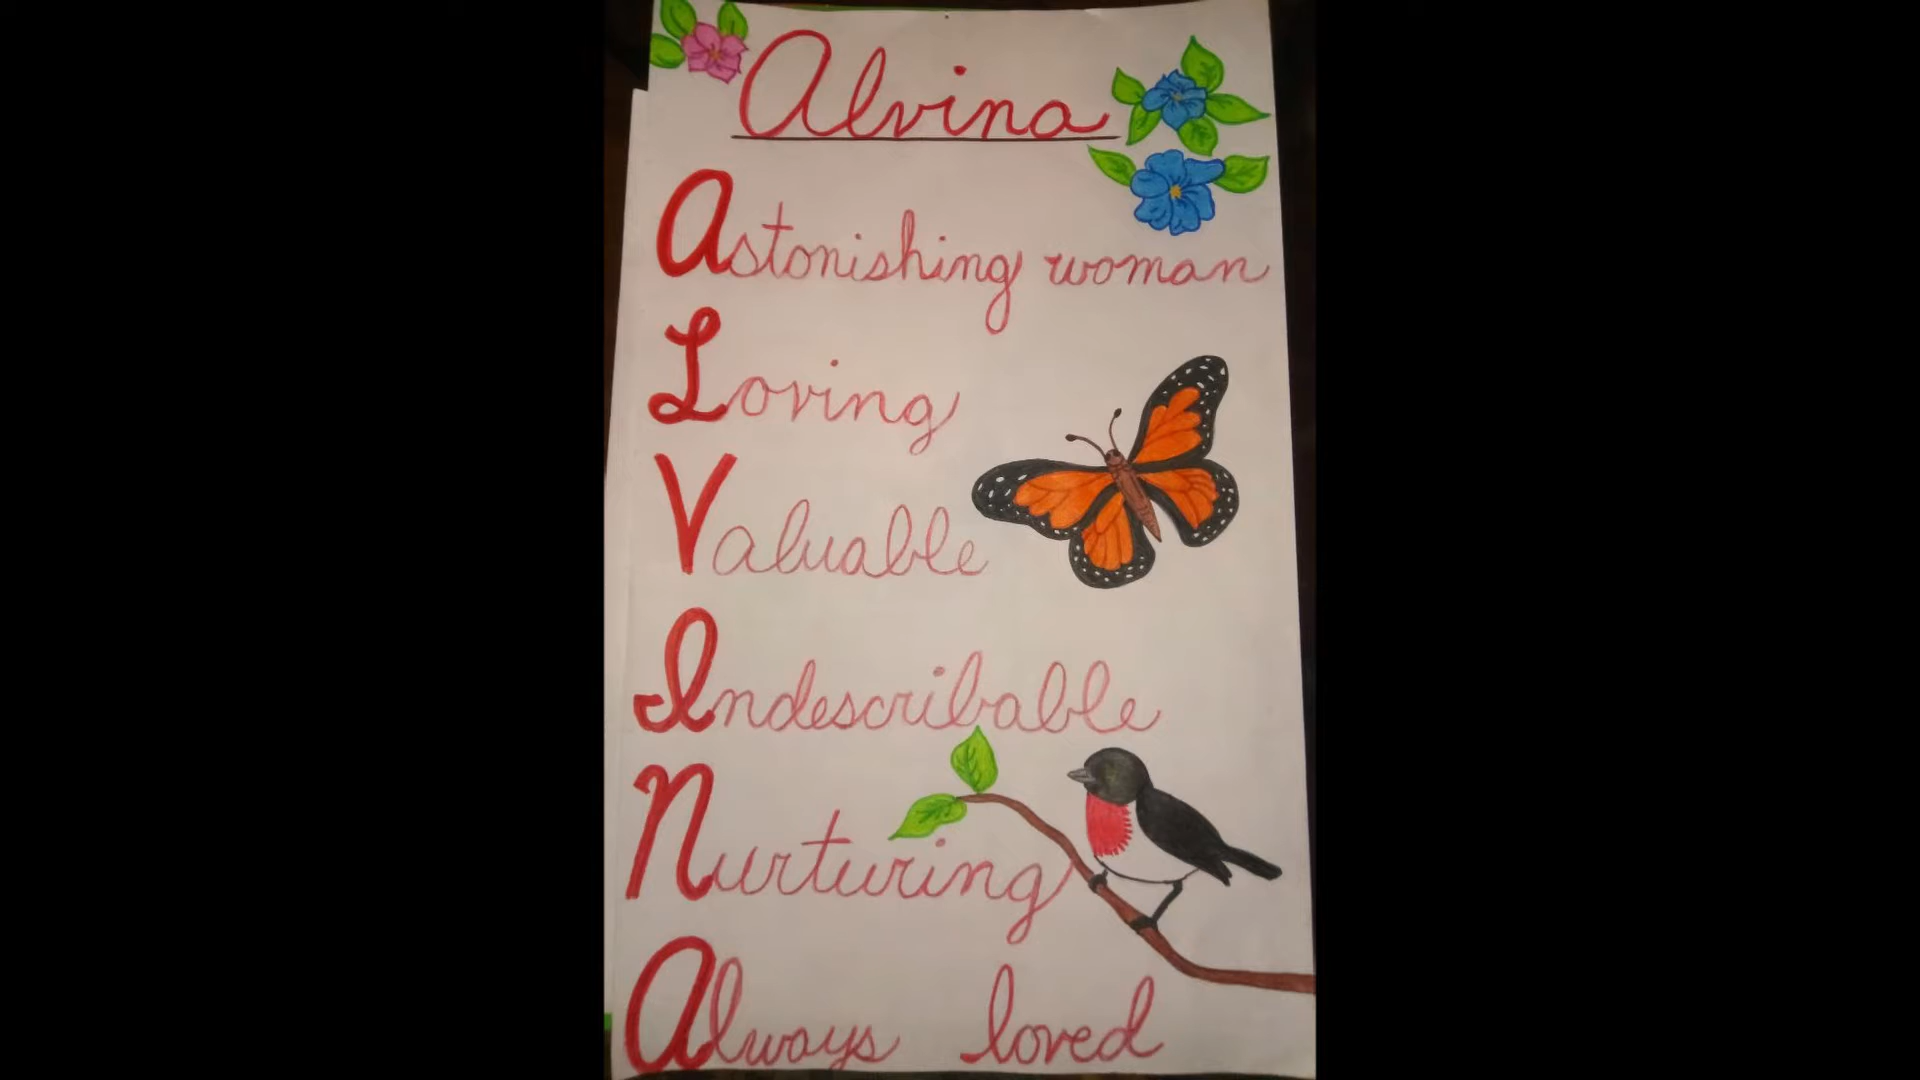 Alvina
Astonishing woman
Loving
Valuable
Indescribable
Nurturing
Always loved